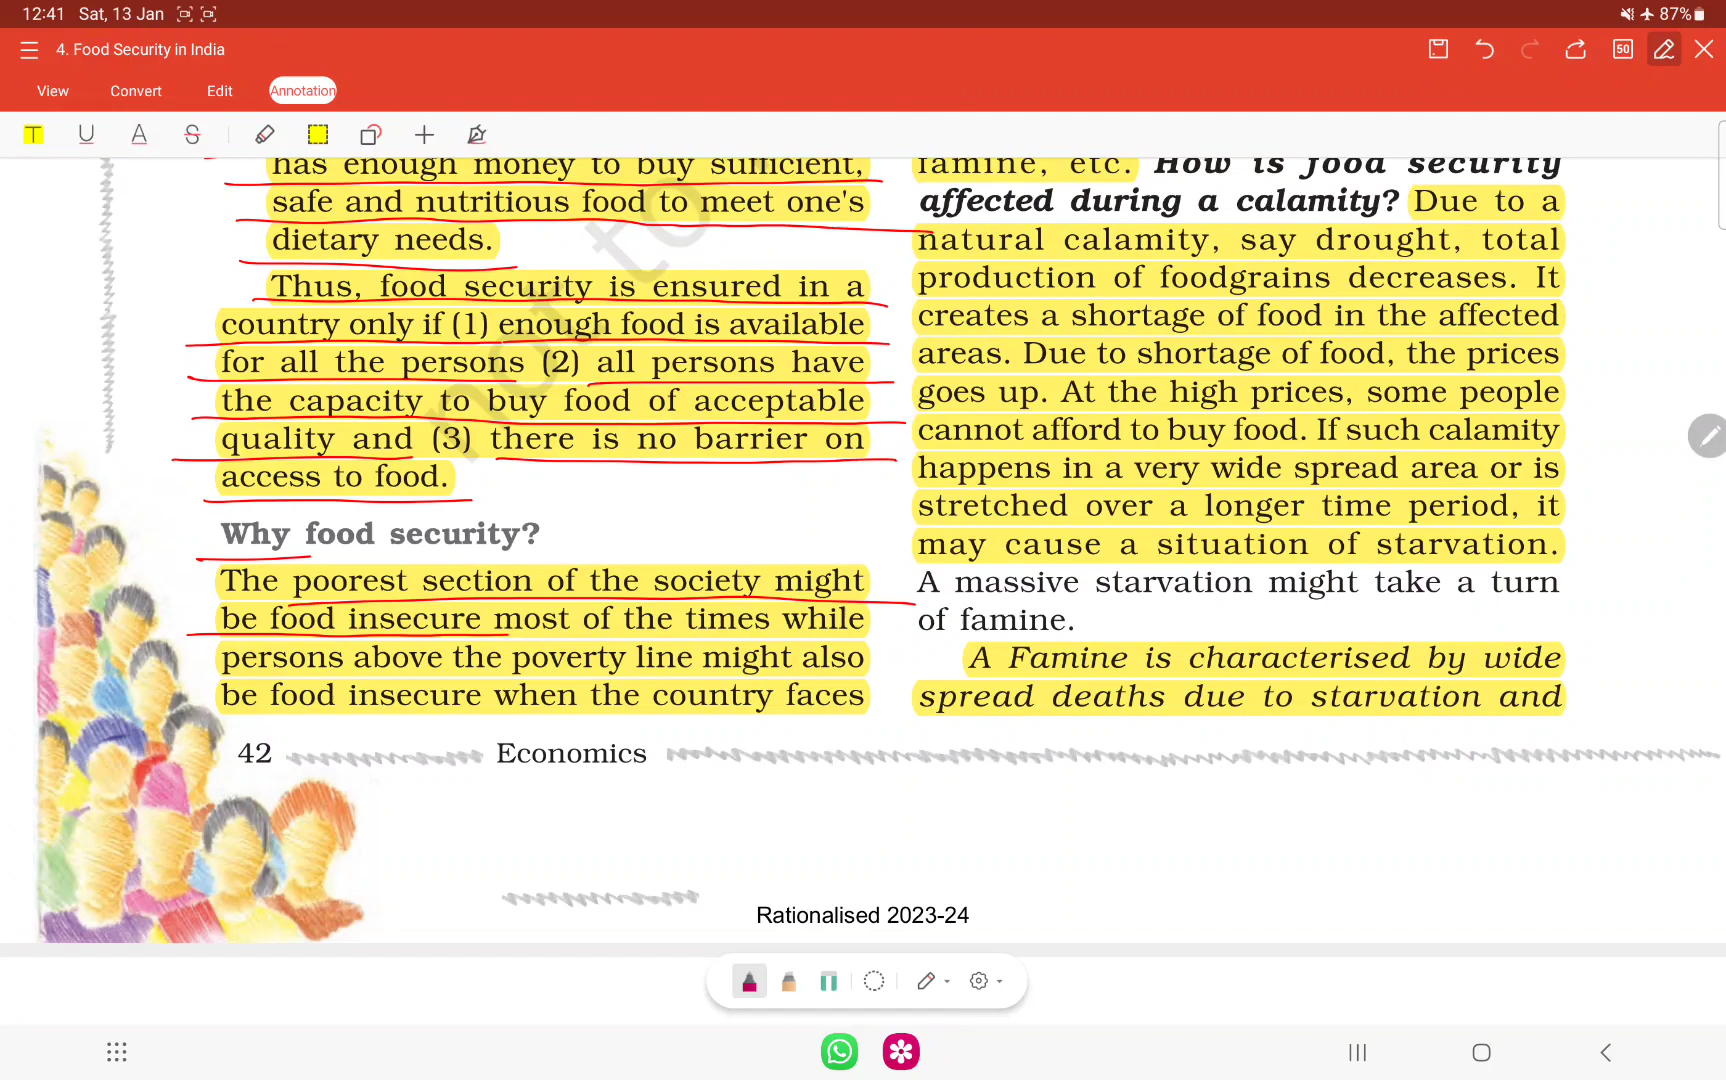 12:41 Sat, 13 Jan
87%
4. Food Security in India
50
View Convert Edit Annotation
T U A S
has enough money to buy sufficient,
safe and nutritious food to meet one's
dietary needs.
Thus, food security is ensured in a
country only if (1) enough food is available
for all the persons (2) all persons have
the capacity to buy food of acceptable
quality and (3) there is no barrier on
access to food.
Why food security?
The poorest section of the society might
be food insecure most of the times while
persons above the poverty line might also
be food insecure when the country faces
famine, etc. How is food security
affected during a calamity? Due to a
natural calamity, say drought, total
production of foodgrains decreases. It
creates a shortage of food in the affected
areas. Due to shortage of food, the prices
goes up. At the high prices, some people
cannot afford to buy food. If such calamity
happens in a very wide spread area or is
stretched over a longer time period, it
may cause a situation of starvation.
A massive starvation might take a turn
of famine.
A Famine is characterised by wide
spread deaths due to starvation and
not to
42 Economics
Rationalised 2023-24